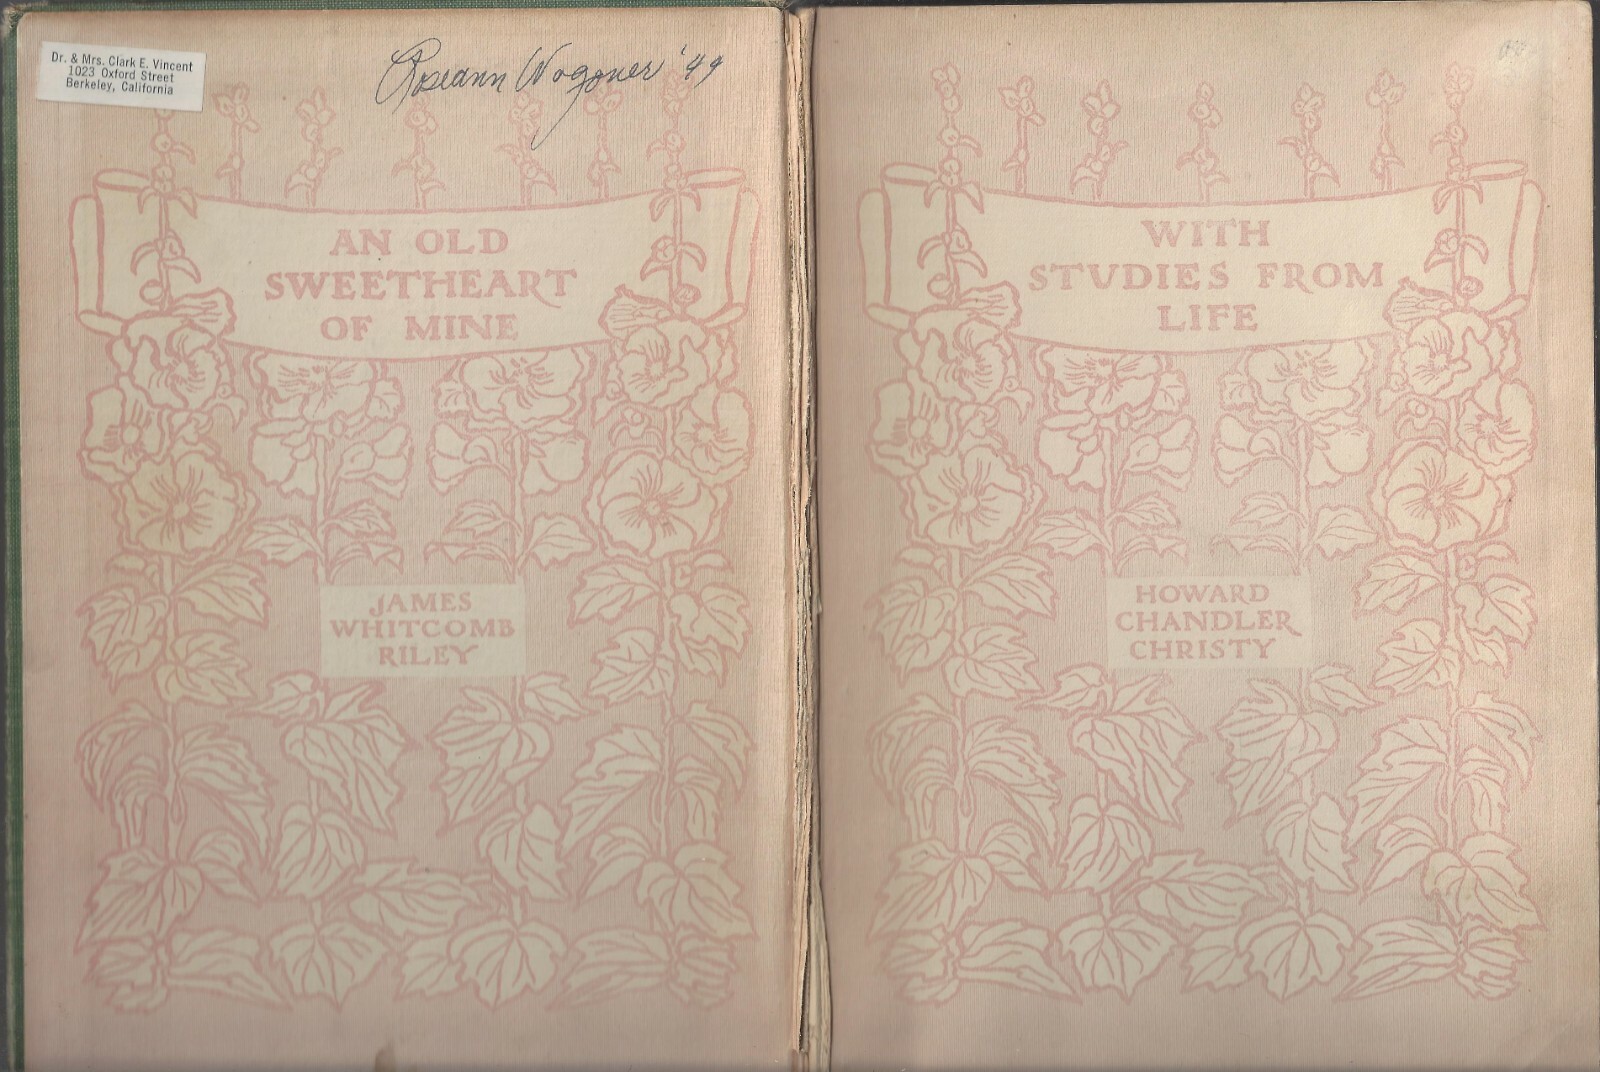 Dr. & Mrs. Clark E. Vincent
1023 Oxford Street
Berkeley, California
Roseann Wagoner '49
AN OLD
SWEETHEART
OF MINE
JAMES
WHITCOMB
RILEY
WITH
STVDIES FROM
LIFE
HOWARD
CHANDLER
CHRISTY